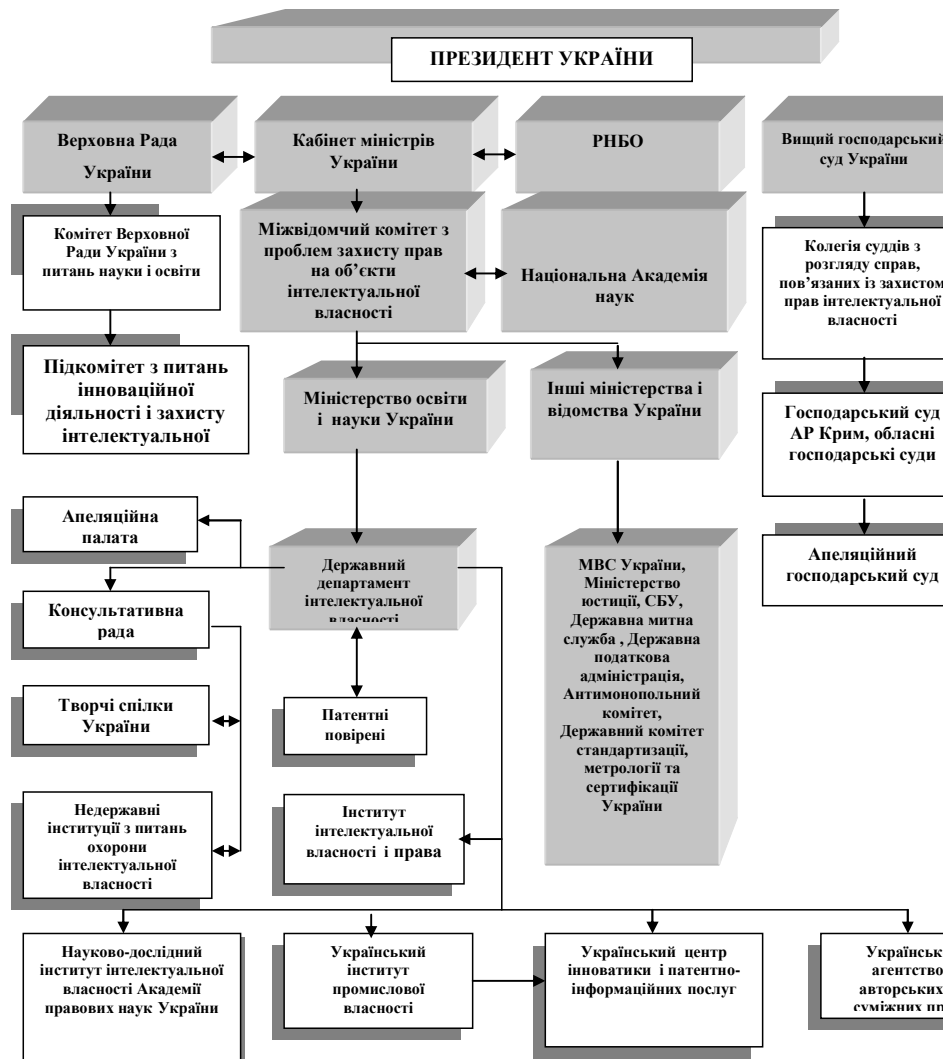 ПРЕЗИДЕНТ УКРАЇНИ
Верховна Рада
України
Кабінет міністрів
України
РНБО
Вищий господарський
суд України
Комітет Верховної
Ради України з
питань науки і освіти
Міжвідомчий комітет з
проблем захисту прав
на об’єкти
інтелектуальної
власності
Національна Академія
наук
Колегія суддів з
розгляду справ,
пов’язаних із захистом
прав інтелектуальної
власності
Підкомітет з питань
інноваційної
діяльності і захисту
інтелектуальної
Міністерство освіти
і науки України
Інші міністерства і
відомства України
Господарський суд
АР Крим, обласні
господарські суди
Апеляційна
палата
Державний
департамент
інтелектуальної
власності
МВС України,
Міністерство
юстиції, СБУ,
Державна митна
служба , Державна
податкова
адміністрація,
Антимонопольний
комітет,
Державний комітет
стандартизації,
метрології та
сертифікації
України
Апеляційний
господарський суд
Консультативна
рада
Творчі спілки
України
Патентні
повірені
Недержавні
інституції з питань
охорони
інтелектуальної
власності
Інститут
інтелектуальної
власності і права
Науково-дослідний
інститут інтелектуальної
власності Академії
правових наук України
Український
інститут
промислової
власності
Український центр
інноватики і патентно-
інформаційних послуг
агентство
авторських
суміжних